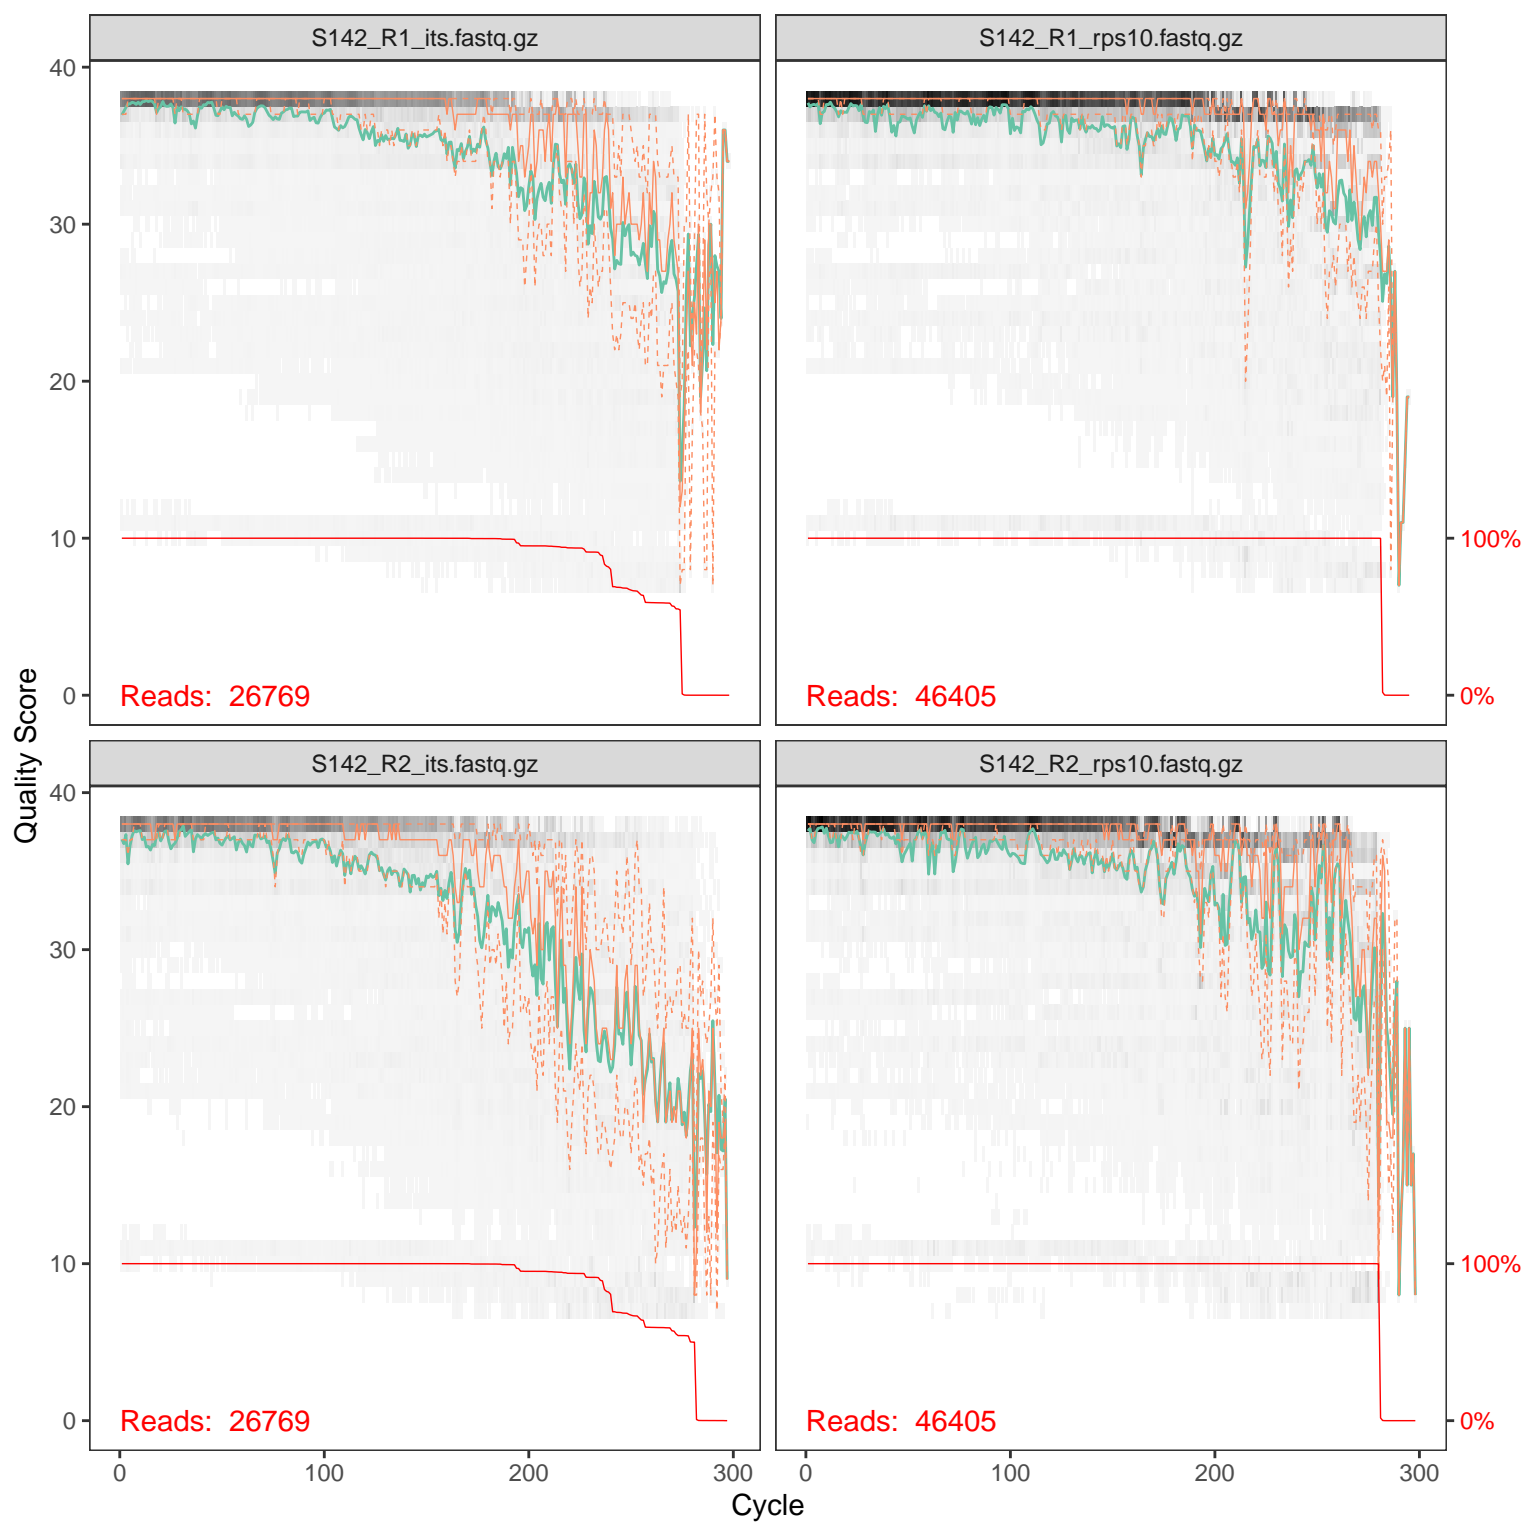 S142_R1_its.fastq.gz
S142_R1_rps10.fastq.gz
40
30
20
10
0
Reads: 26769
Reads: 46405
100%
0%
Quality Score
S142_R2_its.fastq.gz
S142_R2_rps10.fastq.gz
40
30
20
10
0
Reads: 26769
Reads: 46405
100%
0%
0 100 200 300
0 100 200 300
Cycle